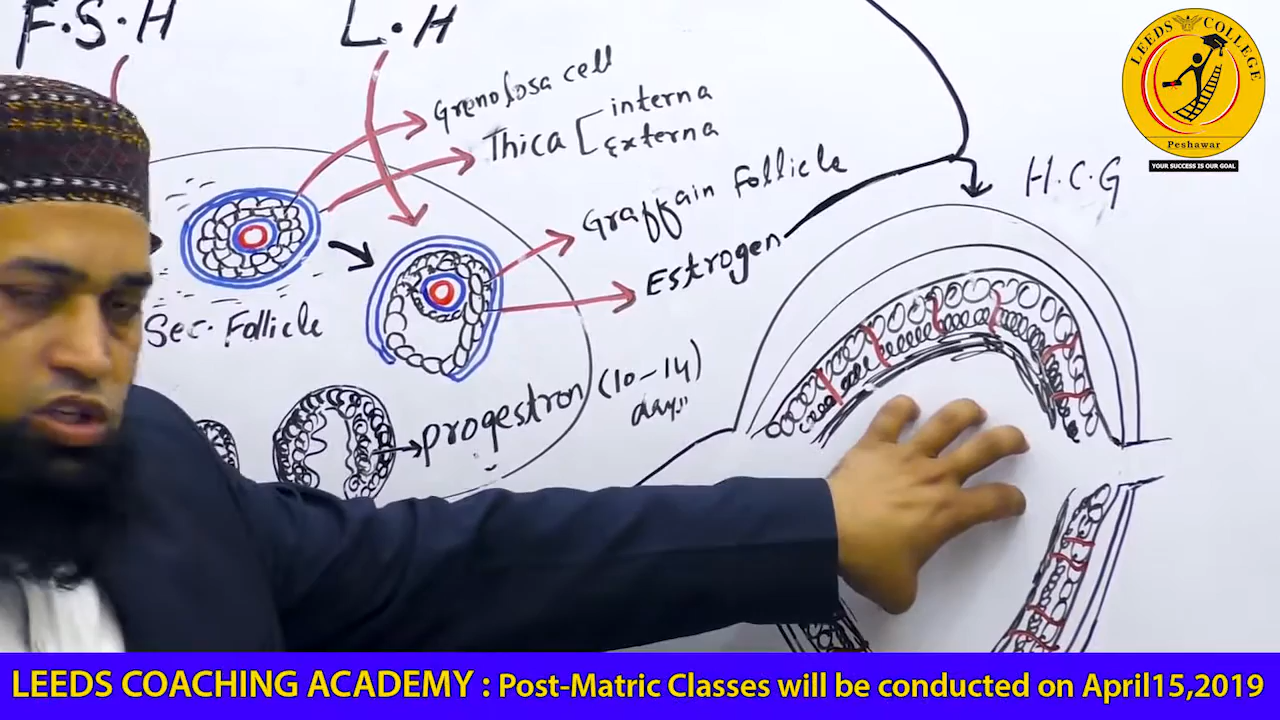 F.S.H
L.H
Grenolosa cell
Thica [ interna
Externa
Graffain Follicle
Estrogen
H.C.G
Sec. Follicle
progestron (10-14)
days
LEEDS COLLEGE
Peshawar
YOUR SUCCESS IS OUR GOAL
LEEDS COACHING ACADEMY : Post-Matric Classes will be conducted on April15,2019